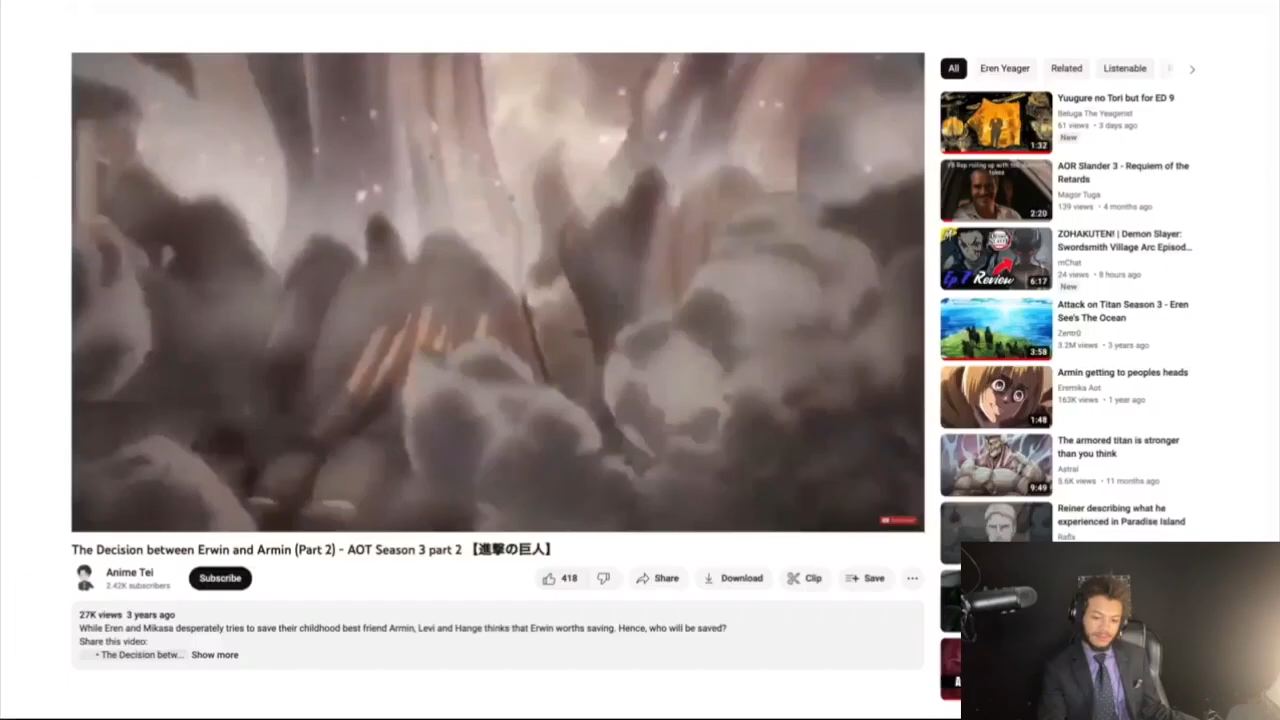 All
Eren Yeager
Related
Listenable
Yuugure no Tori but for ED 9
Beluga The Yeagerist
61 views • 3 days ago
New
1:32
AOR Slander 3 - Requiem of the
Retards
Magor Tuga
139 views • 4 months ago
2:20
ZOHAKUTEN! | Demon Slayer:
Swordsmith Village Arc Episod...
mChat
24 views • 8 hours ago
New
Ep 7 Review
6:17
Attack on Titan Season 3 - Eren
See's The Ocean
Zentr0
3.2M views • 3 years ago
3:58
Armin getting to peoples heads
Eremika Aot
163K views • 1 year ago
1:48
The armored titan is stronger
than you think
Astral
5.6K views • 11 months ago
9:49
Reiner describing what he
experienced in Paradise Island
The Decision between Erwin and Armin (Part 2) - AOT Season 3 part 2 【進撃の巨人】
Anime Tei
2.42K subscribers
Subscribe
418
Share
Download
Clip
Save
27K views 3 years ago
While Eren and Mikasa desperately tries to save their childhood best friend Armin, Levi and Hange thinks that Erwin worths saving. Hence, who will be saved?
Share this video:
• The Decision betw... Show more